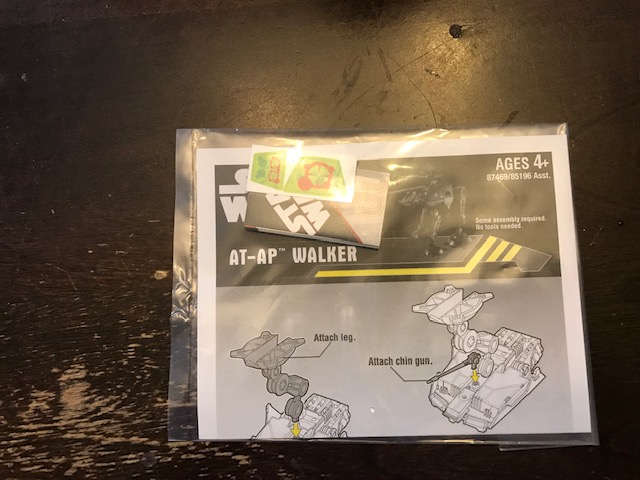 AGES 4+
87469/85196 Asst.
STA
Some assembly required.
No tools needed.
AT-AP™ WALKER
Attach leg.
Attach chin gun.